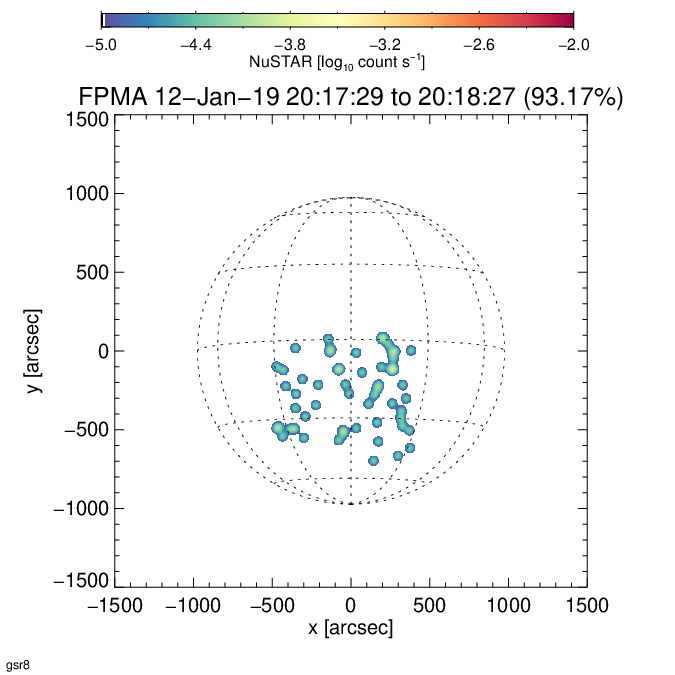 −5.0 −4.4 −3.8 −3.2 −2.6 −2.0
NuSTAR [log₁₀ count s⁻¹]
FPMA 12−Jan−19 20:17:29 to 20:18:27 (93.17%)
1500
1000
500
0
−500
−1000
−1500
y [arcsec]
−1500 −1000 −500 0 500 1000 1500
x [arcsec]
gsr8